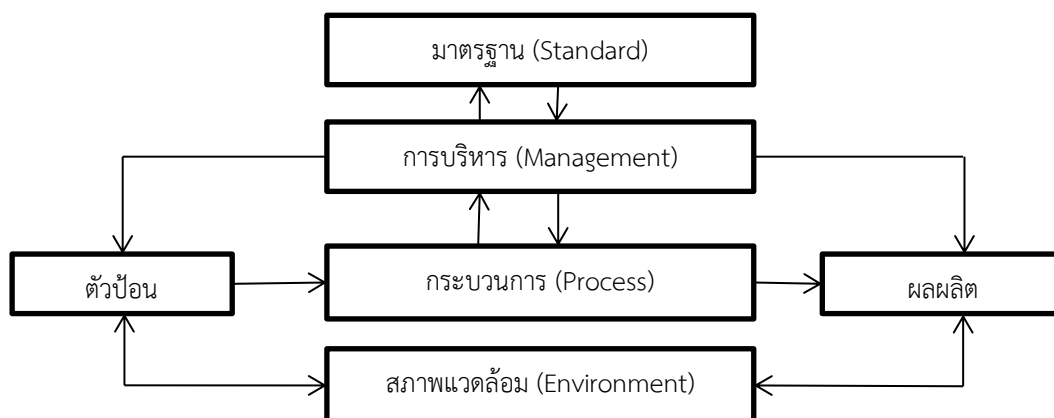 มาตรฐาน (Standard)
การบริหาร (Management)
ตัวป้อน
กระบวนการ (Process)
ผลผลิต
สภาพแวดล้อม (Environment)